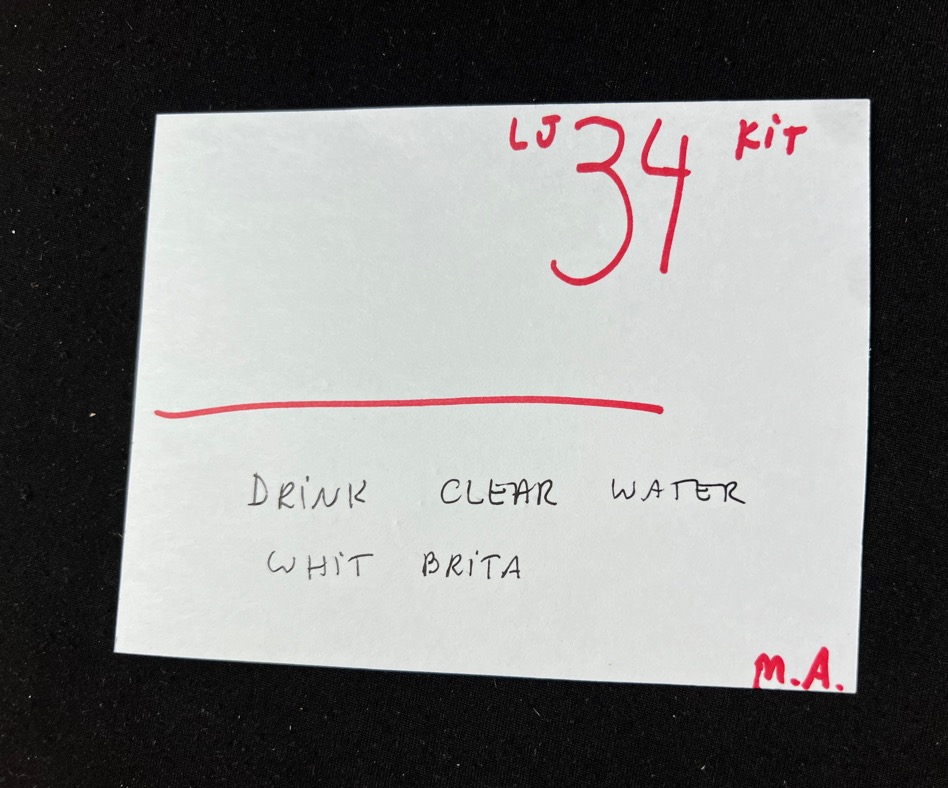 LJ 34 KiT
DRiNK CLEAR WATER
WHiT BRiTA
M.A.